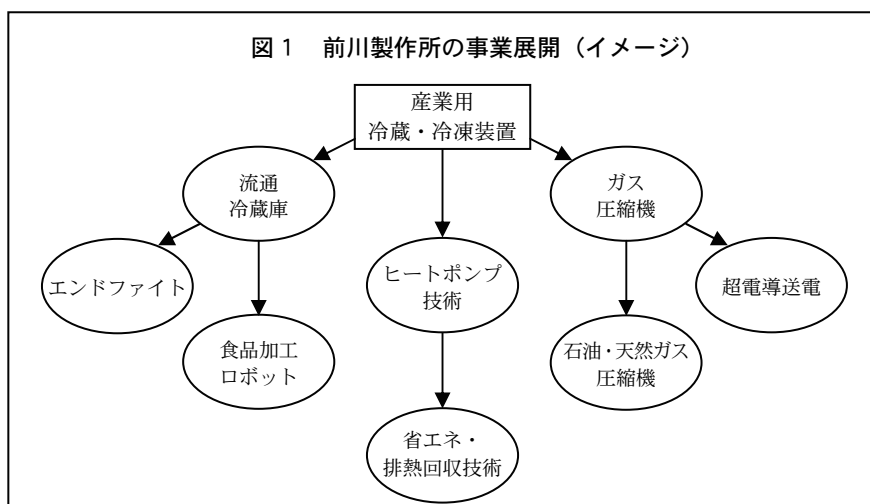 図1 前川製作所の事業展開（イメージ）
産業用
冷蔵・冷凍装置
流通
冷蔵庫
ガス
圧縮機
エンドファイト
ヒートポンプ
技術
超電導送電
食品加工
ロボット
石油・天然ガス
圧縮機
省エネ・
排熱回収技術